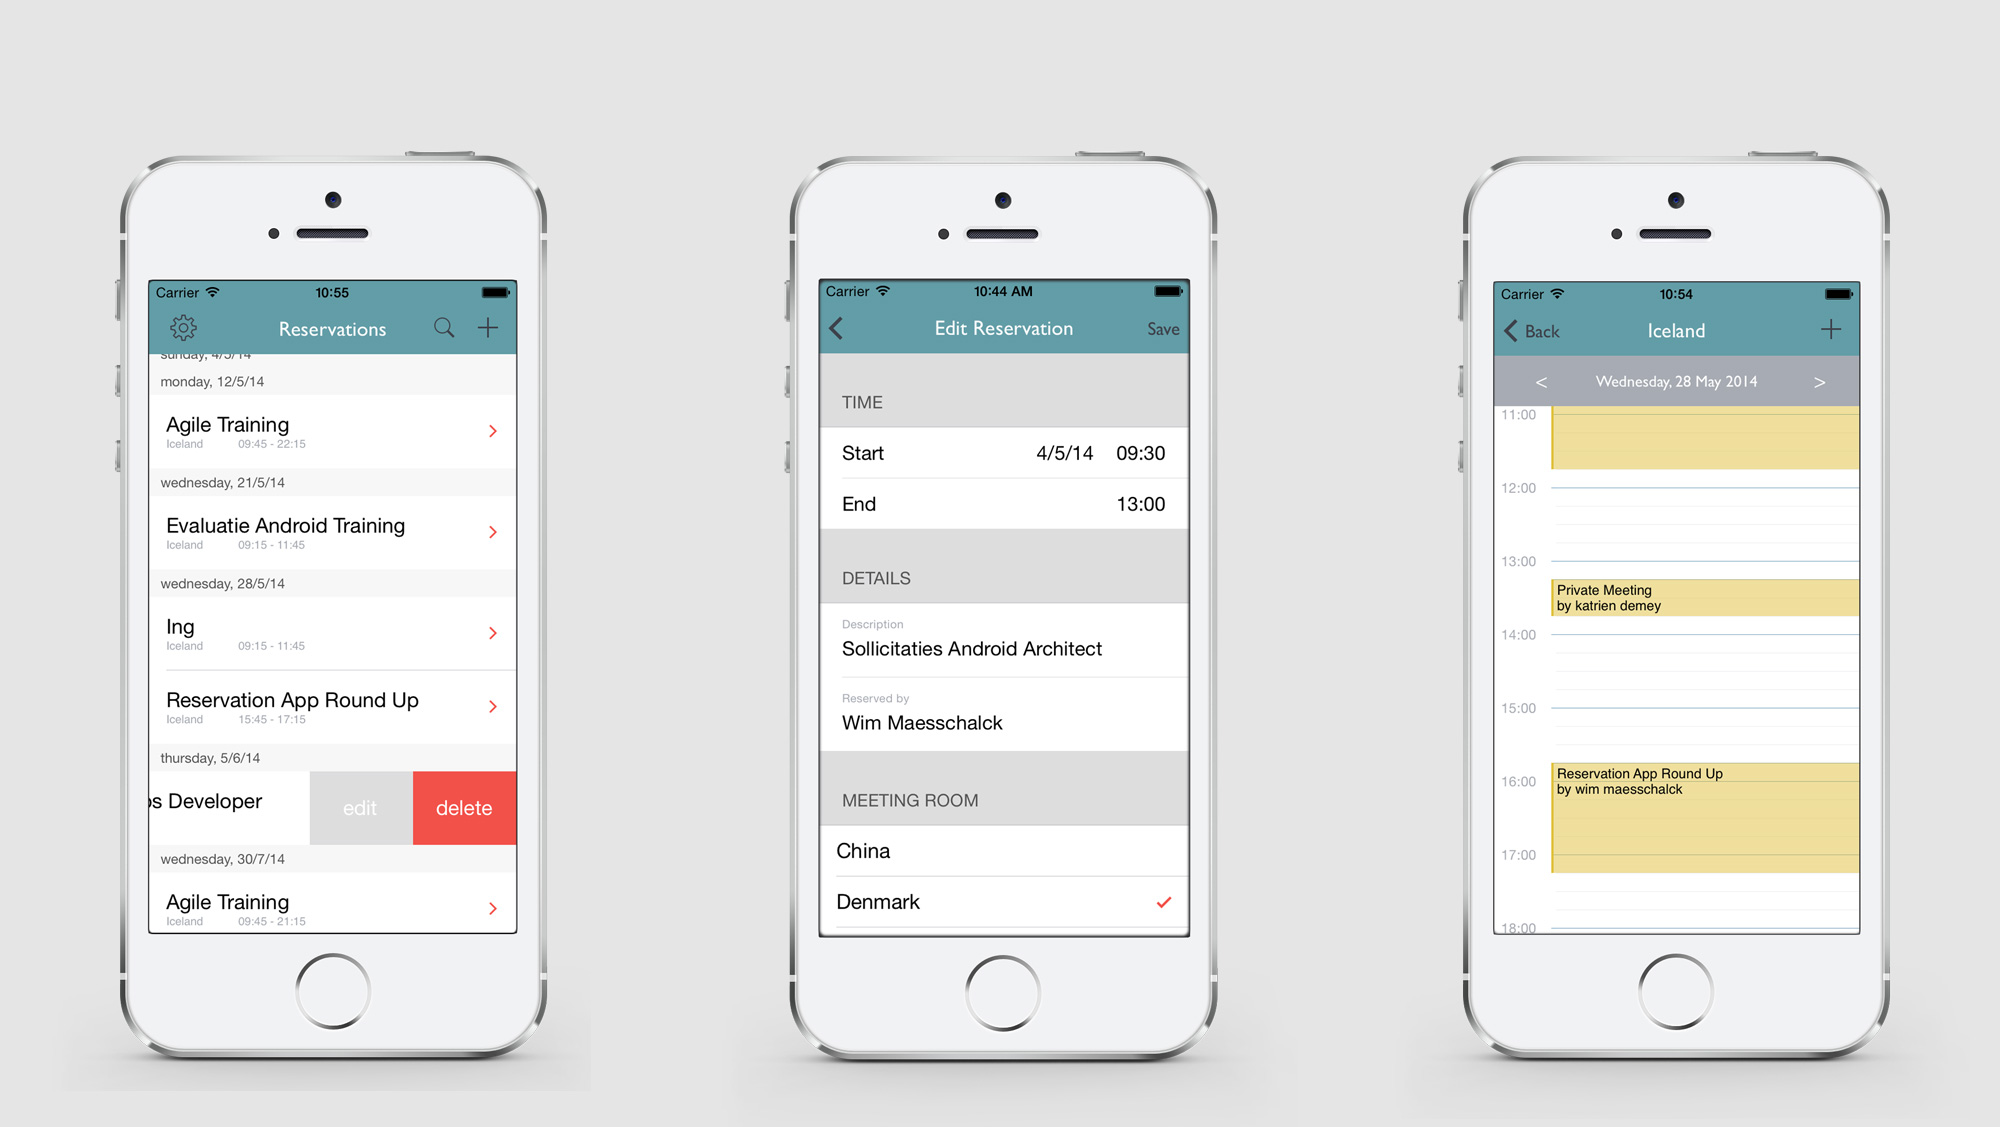 Carrier 10:55
Reservations
sunday, 4/5/14
monday, 12/5/14
Agile Training
Iceland 09:45 - 22:15
wednesday, 21/5/14
Evaluatie Android Training
Iceland 09:15 - 11:45
wednesday, 28/5/14
Ing
Iceland 09:15 - 11:45
Reservation App Round Up
Iceland 15:45 - 17:15
thursday, 5/6/14
os Developer edit delete
wednesday, 30/7/14
Agile Training
Iceland 09:45 - 21:15
Carrier 10:44 AM
Edit Reservation Save
TIME
Start 4/5/14 09:30
End 13:00
DETAILS
Description
Sollicitaties Android Architect
Reserved by
Wim Maesschalck
MEETING ROOM
China
Denmark
Carrier 10:54
Back Iceland
< Wednesday, 28 May 2014 >
11:00
12:00
13:00
Private Meeting
by katrien demey
14:00
15:00
Reservation App Round Up
16:00
by wim maesschalck
17:00
18:00